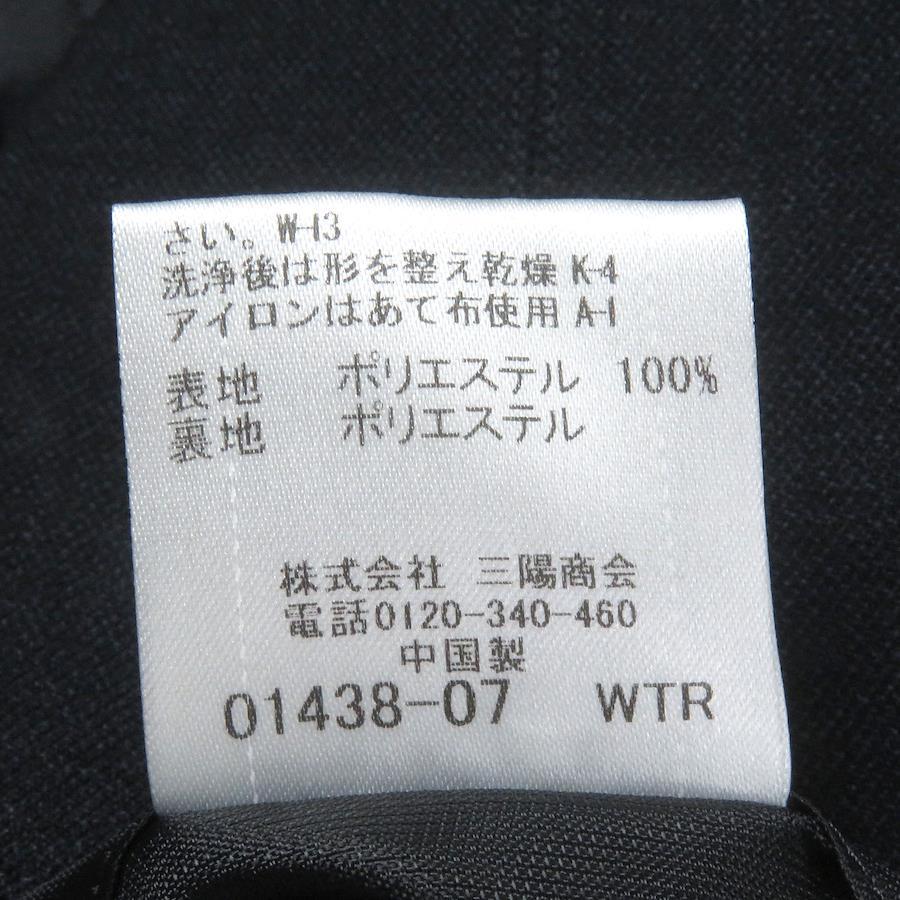 さい。W-13
洗浄後は形を整え乾燥 K-4
アイロンはあて布使用 A-1
表地 ポリエステル 100%
裏地 ポリエステル
株式会社 三陽商会
電話0120-340-460
中国製
01438-07 WTR